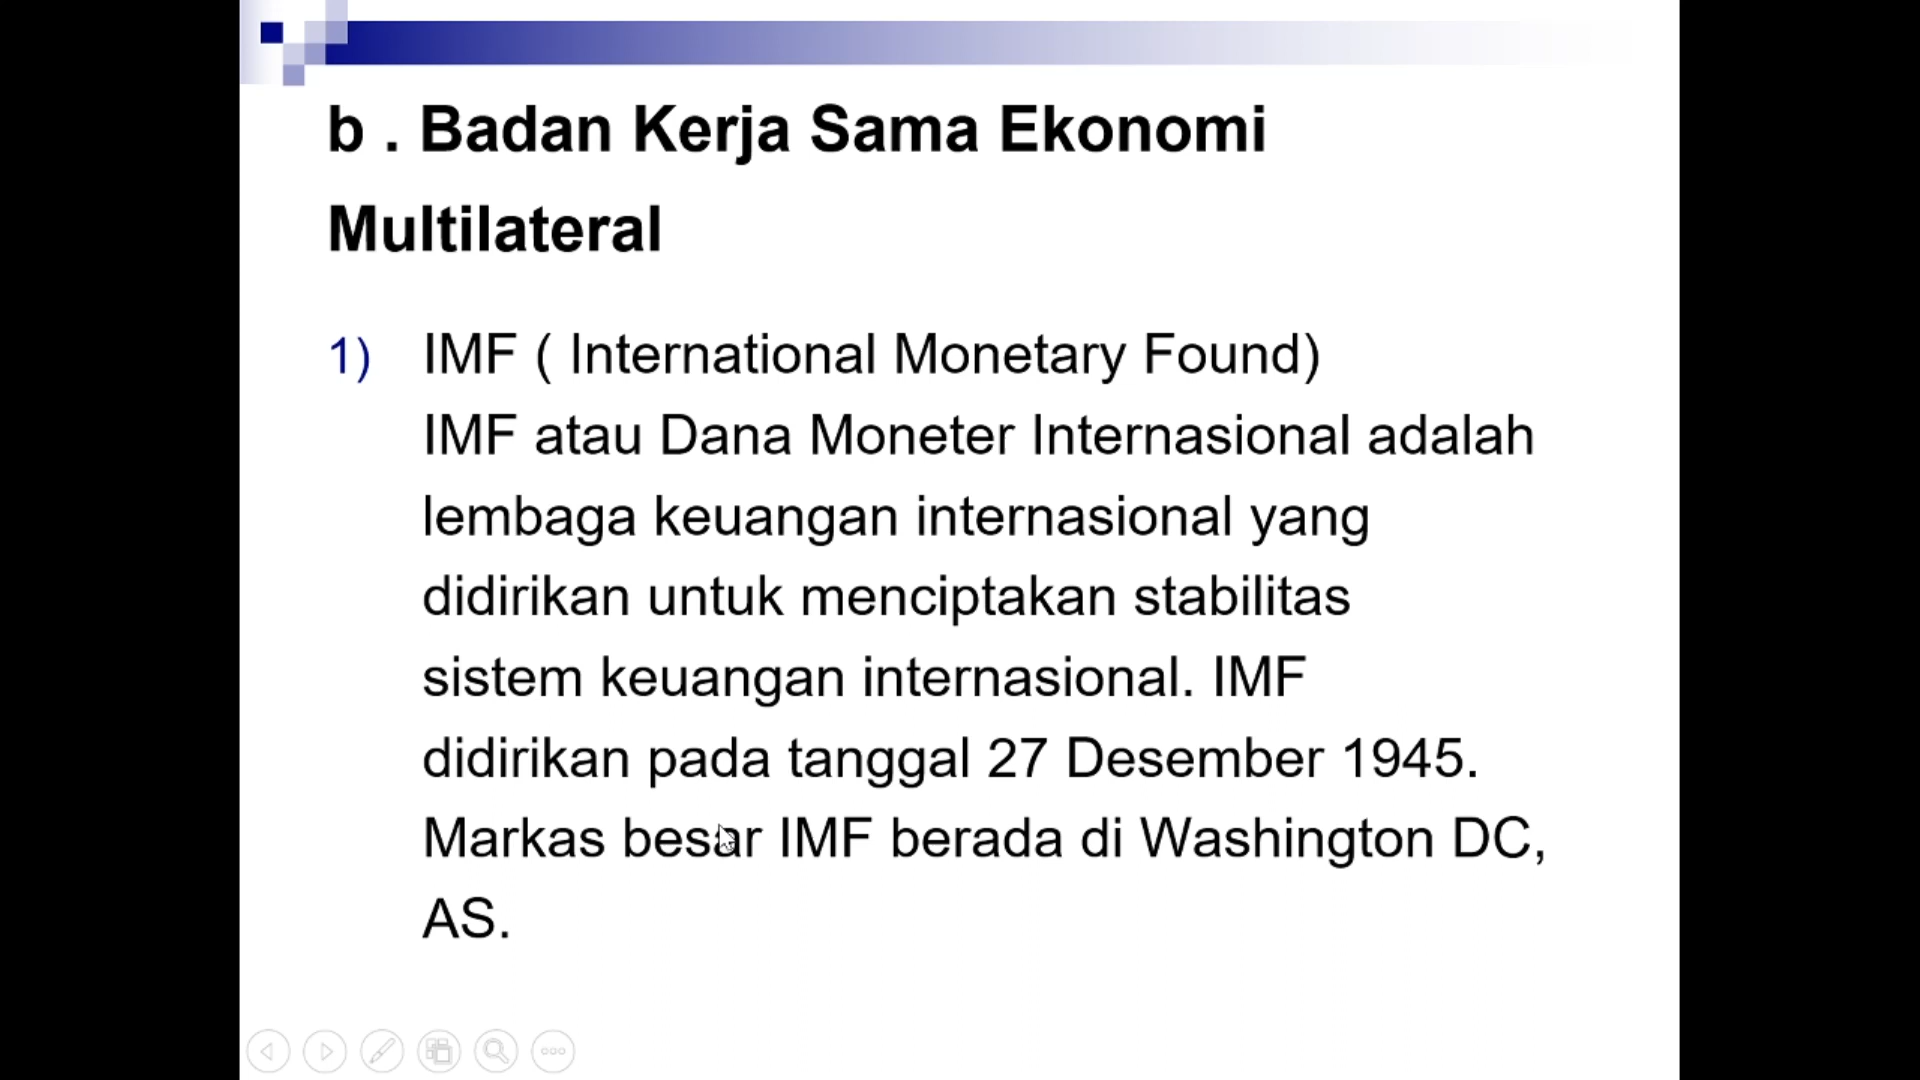 b . Badan Kerja Sama Ekonomi
Multilateral
1) IMF ( International Monetary Found)
IMF atau Dana Moneter Internasional adalah
lembaga keuangan internasional yang
didirikan untuk menciptakan stabilitas
sistem keuangan internasional. IMF
didirikan pada tanggal 27 Desember 1945.
Markas besar IMF berada di Washington DC,
AS.